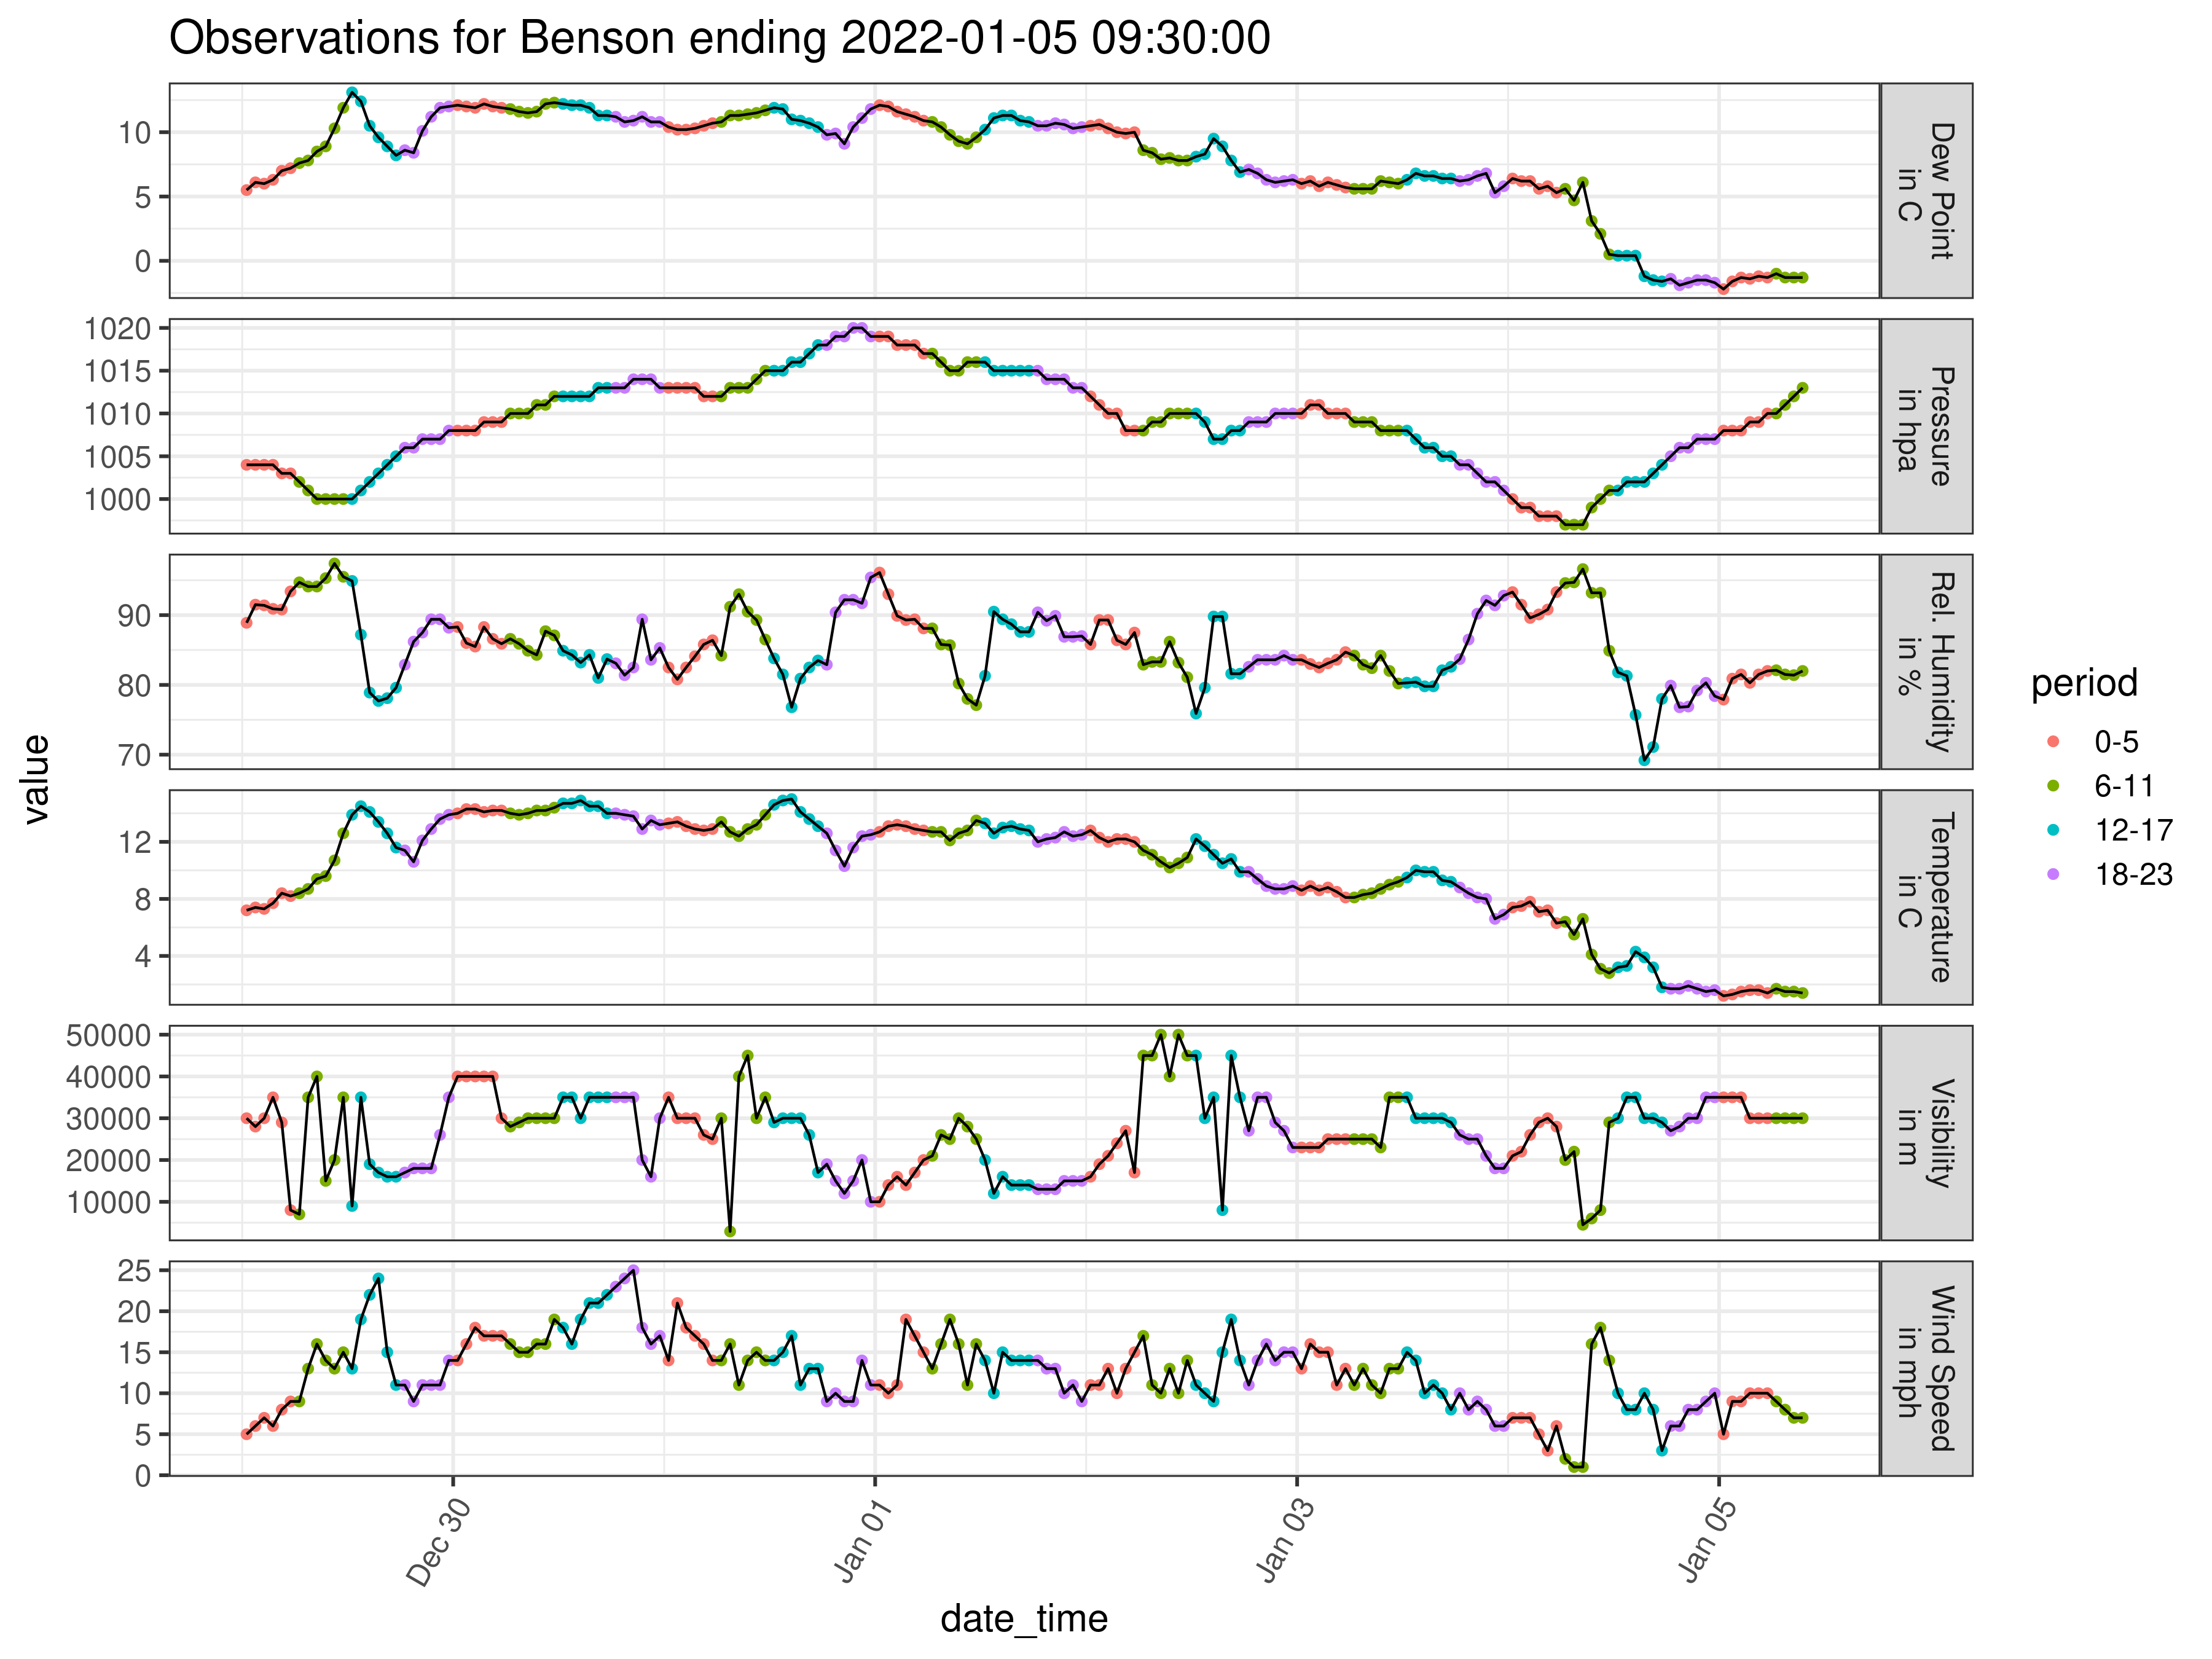 Observations for Benson ending 2022-01-05 09:30:00
10
5
0
Dew Point
in C
1020
1015
1010
1005
1000
Pressure
in hpa
90
80
70
Rel. Humidity
in %
12
8
4
Temperature
in C
50000
40000
30000
20000
10000
Visibility
in m
25
20
15
10
5
0
Wind Speed
in mph
value
Dec 30
Jan 01
Jan 03
Jan 05
date_time
period
0-5
6-11
12-17
18-23